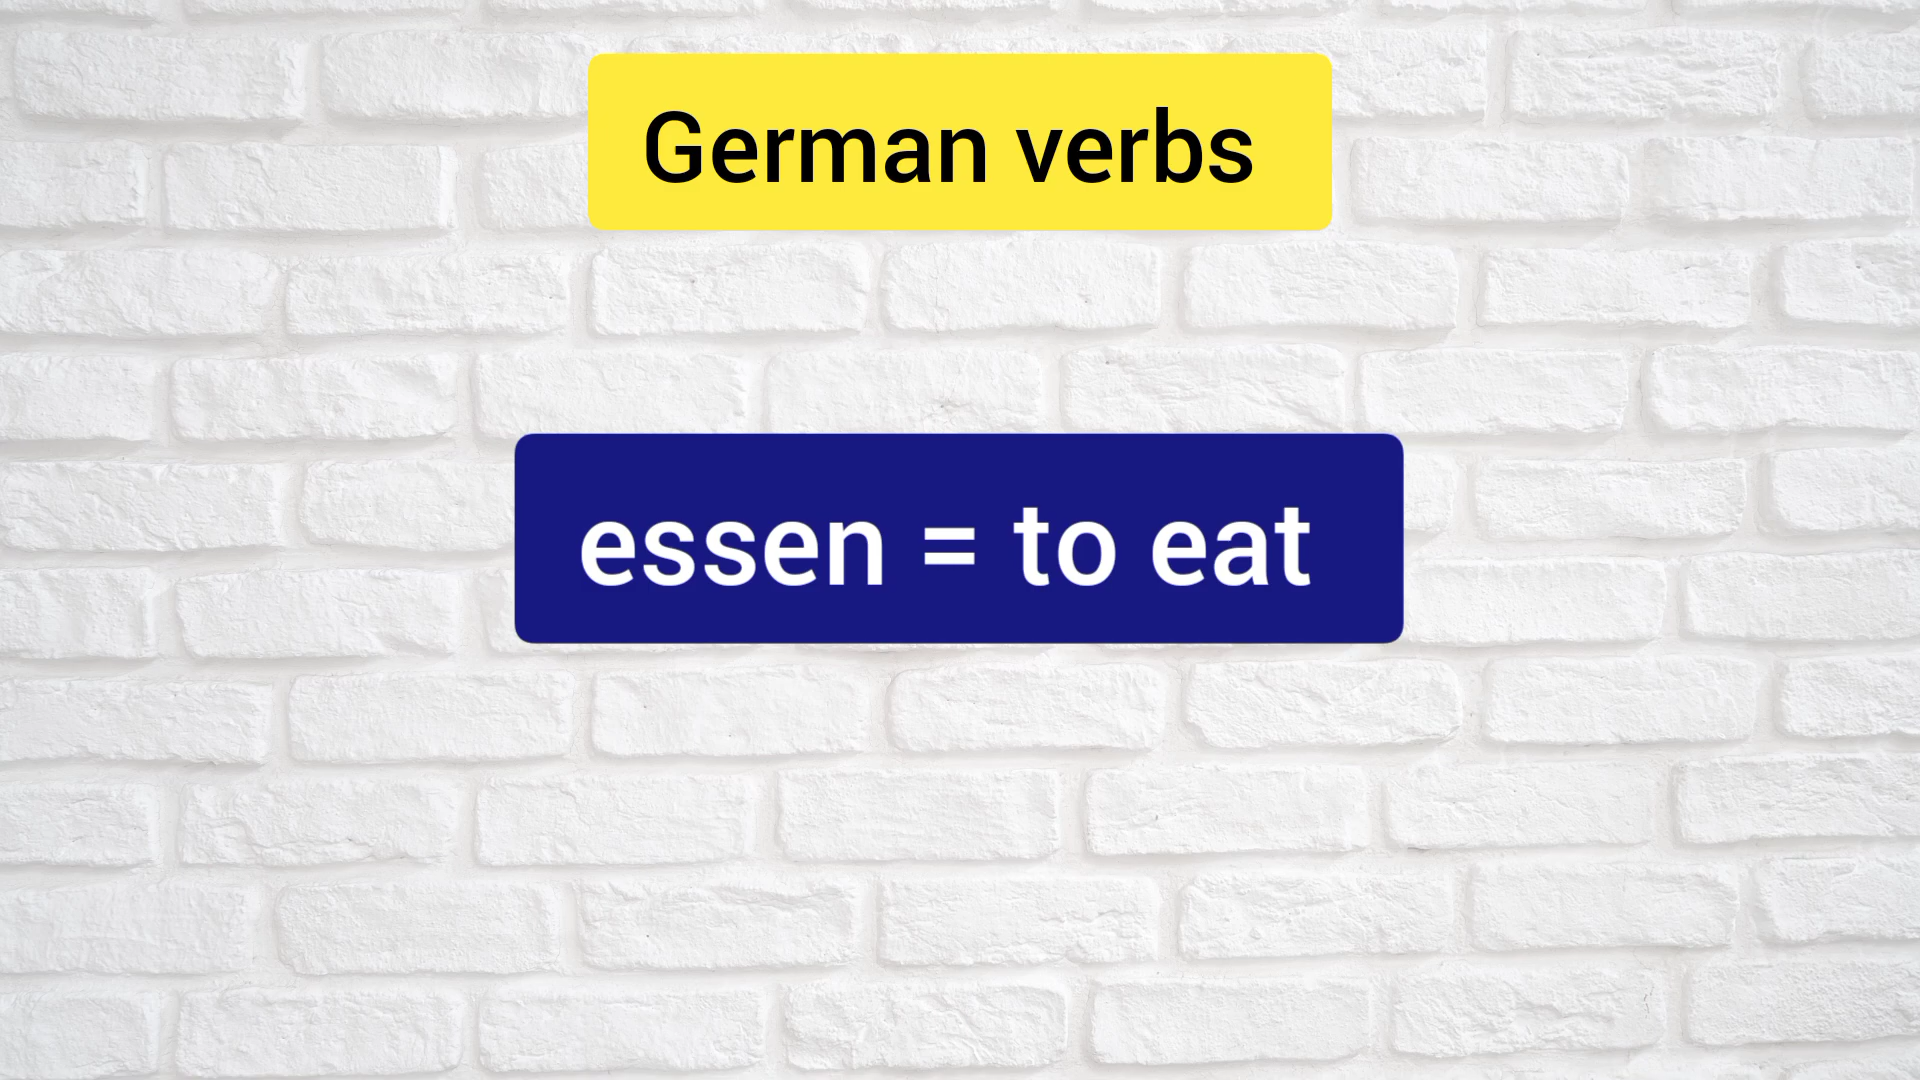 German verbs
essen = to eat